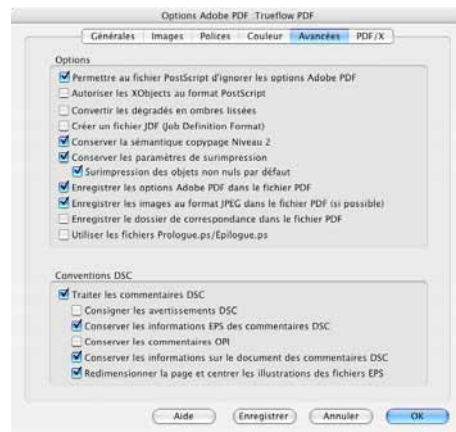 Options Adobe PDF :Trueflow PDF
Générales Images Polices Couleur Avancées PDF/X
Options
Permettre au fichier PostScript d'ignorer les options Adobe PDF
Autoriser les XObjects au format PostScript
Convertir les dégradés en ombres lissées
Créer un fichier JDF (Job Definition Format)
Conserver la sémantique copypage Niveau 2
Conserver les paramètres de surimpression
Surimpression des objets non nuls par défaut
Enregistrer les options Adobe PDF dans le fichier PDF
Enregistrer les images au format JPEG dans le fichier PDF (si possible)
Enregistrer le dossier de correspondance dans le fichier PDF
Utiliser les fichiers Prologue.ps/Epilogue.ps
Conventions DSC
Traiter les commentaires DSC
Consigner les avertissements DSC
Conserver les informations EPS des commentaires DSC
Conserver les commentaires OPI
Conserver les informations sur le document des commentaires DSC
Redimensionner la page et centrer les illustrations des fichiers EPS
Aide Enregistrer Annuler OK